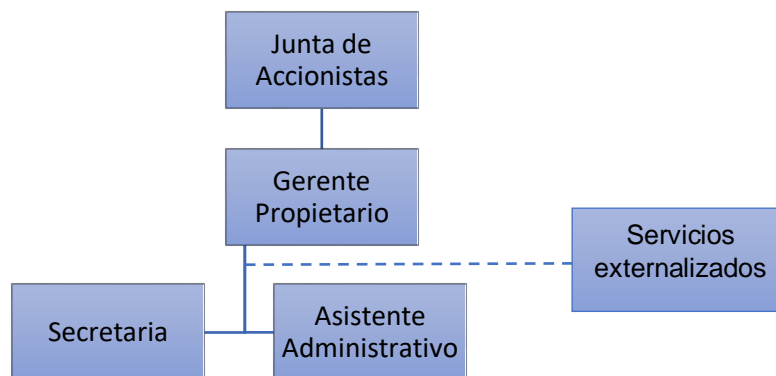 Junta de
Accionistas
Gerente
Propietario
Servicios
externalizados
Secretaria
Asistente
Administrativo